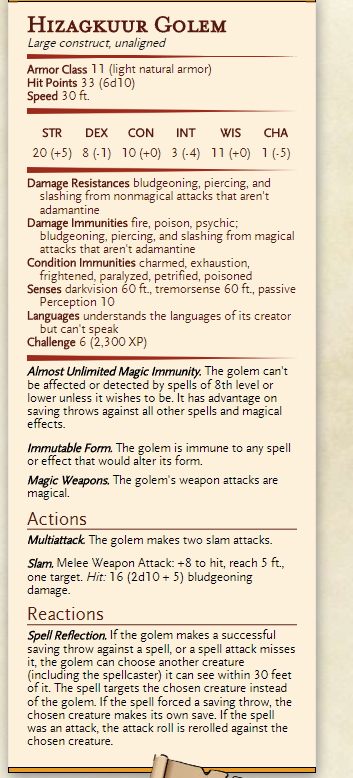 Hizagkuur Golem
Large construct, unaligned
Armor Class 11 (light natural armor)
Hit Points 33 (6d10)
Speed 30 ft.
STR DEX CON INT WIS CHA
20 (+5) 8 (-1) 10 (+0) 3 (-4) 11 (+0) 1 (-5)
Damage Resistances bludgeoning, piercing, and
slashing from nonmagical attacks that aren't
adamantine
Damage Immunities fire, poison, psychic;
bludgeoning, piercing, and slashing from magical
attacks that aren't adamantine
Condition Immunities charmed, exhaustion,
frightened, paralyzed, petrified, poisoned
Senses darkvision 60 ft., tremorsense 60 ft., passive
Perception 10
Languages understands the languages of its creator
but can't speak
Challenge 6 (2,300 XP)
Almost Unlimited Magic Immunity. The golem can't
be affected or detected by spells of 8th level or
lower unless it wishes to be. It has advantage on
saving throws against all other spells and magical
effects.
Immutable Form. The golem is immune to any spell
or effect that would alter its form.
Magic Weapons. The golem's weapon attacks are
magical.
Actions
Multiattack. The golem makes two slam attacks.
Slam. Melee Weapon Attack: +8 to hit, reach 5 ft.,
one target. Hit: 16 (2d10 + 5) bludgeoning
damage.
Reactions
Spell Reflection. If the golem makes a successful
saving throw against a spell, or a spell attack misses
it, the golem can choose another creature
(including the spellcaster) it can see within 30 feet
of it. The spell targets the chosen creature instead
of the golem. If the spell forced a saving throw, the
chosen creature makes its own save. If the spell
was an attack, the attack roll is rerolled against the
chosen creature.